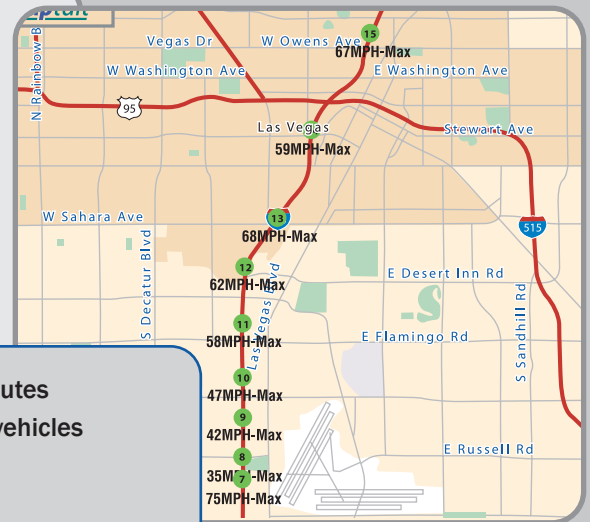 Vegas Dr
W Owens Ave
15
67MPH-Max
N Rainbow B
W Washington Ave
E Washington Ave
95
Las Vegas
Stewart Ave
59MPH-Max
W Sahara Ave
13
68MPH-Max
515
12
62MPH-Max
E Desert Inn Rd
S Decatur Blvd
Las Vegas Blvd
S Sandhill Rd
11
58MPH-Max
E Flamingo Rd
10
47MPH-Max
9
42MPH-Max
E Russell Rd
8
35MPH-Max
7
75MPH-Max
utes
vehicles